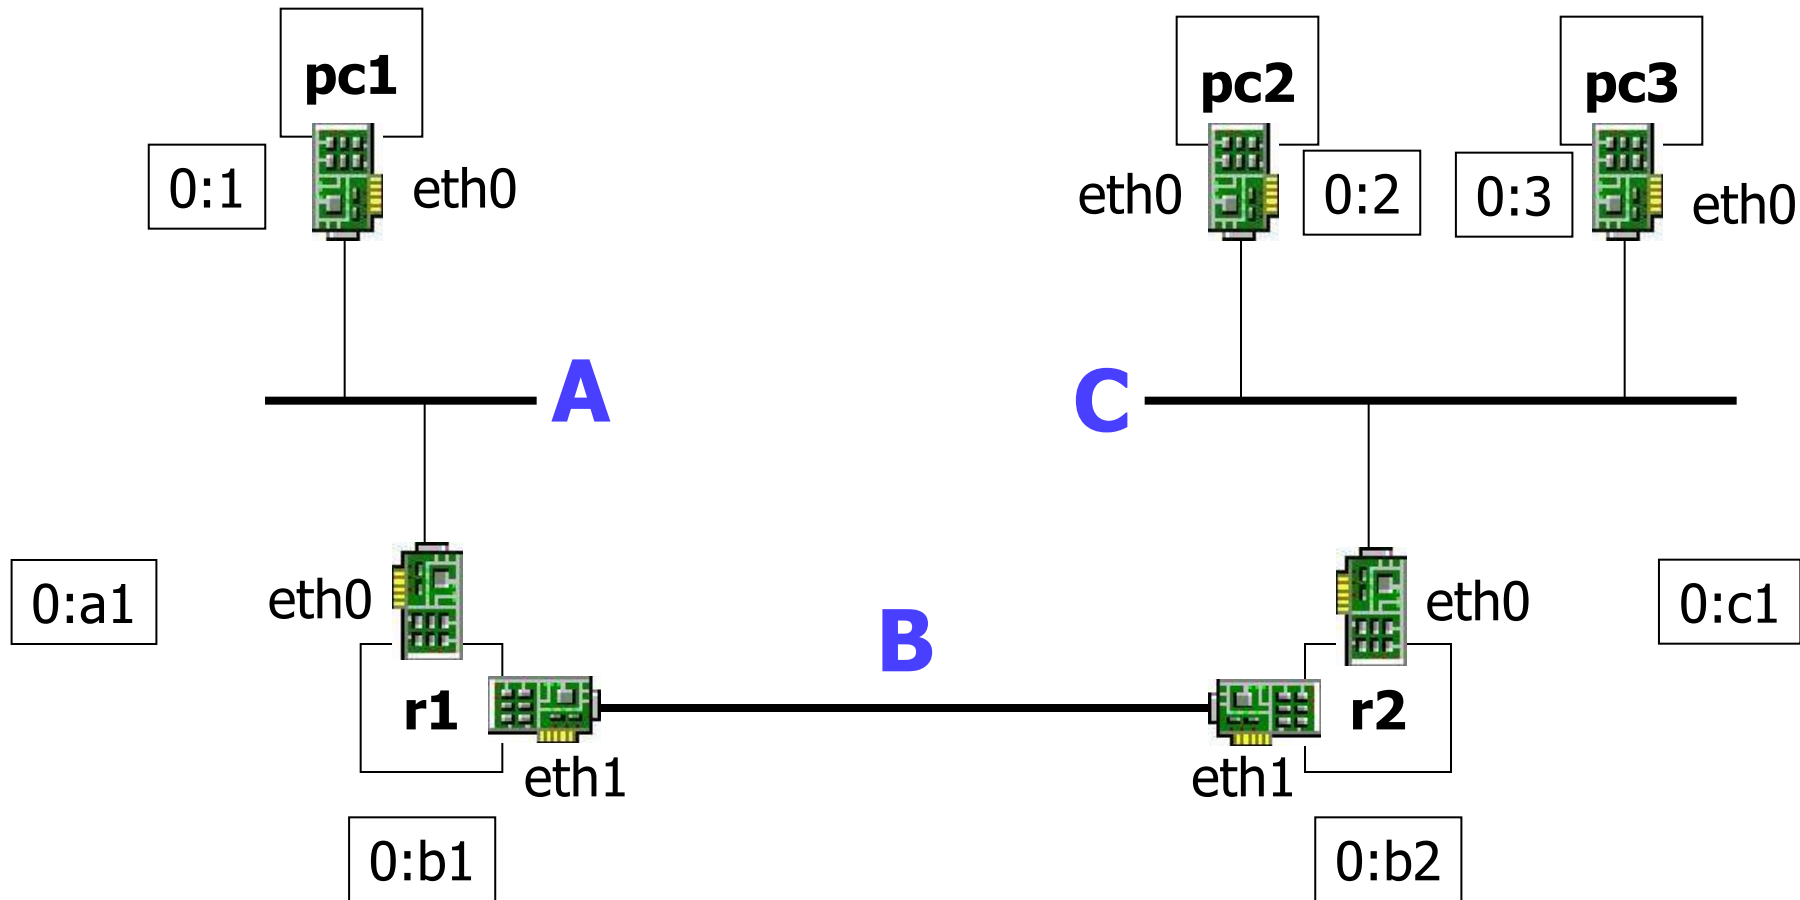 pc1
pc2
pc3
0:1
eth0
eth0
0:2
0:3
eth0
A
C
0:a1
eth0
eth0
0:c1
B
r1
r2
eth1
eth1
0:b1
0:b2